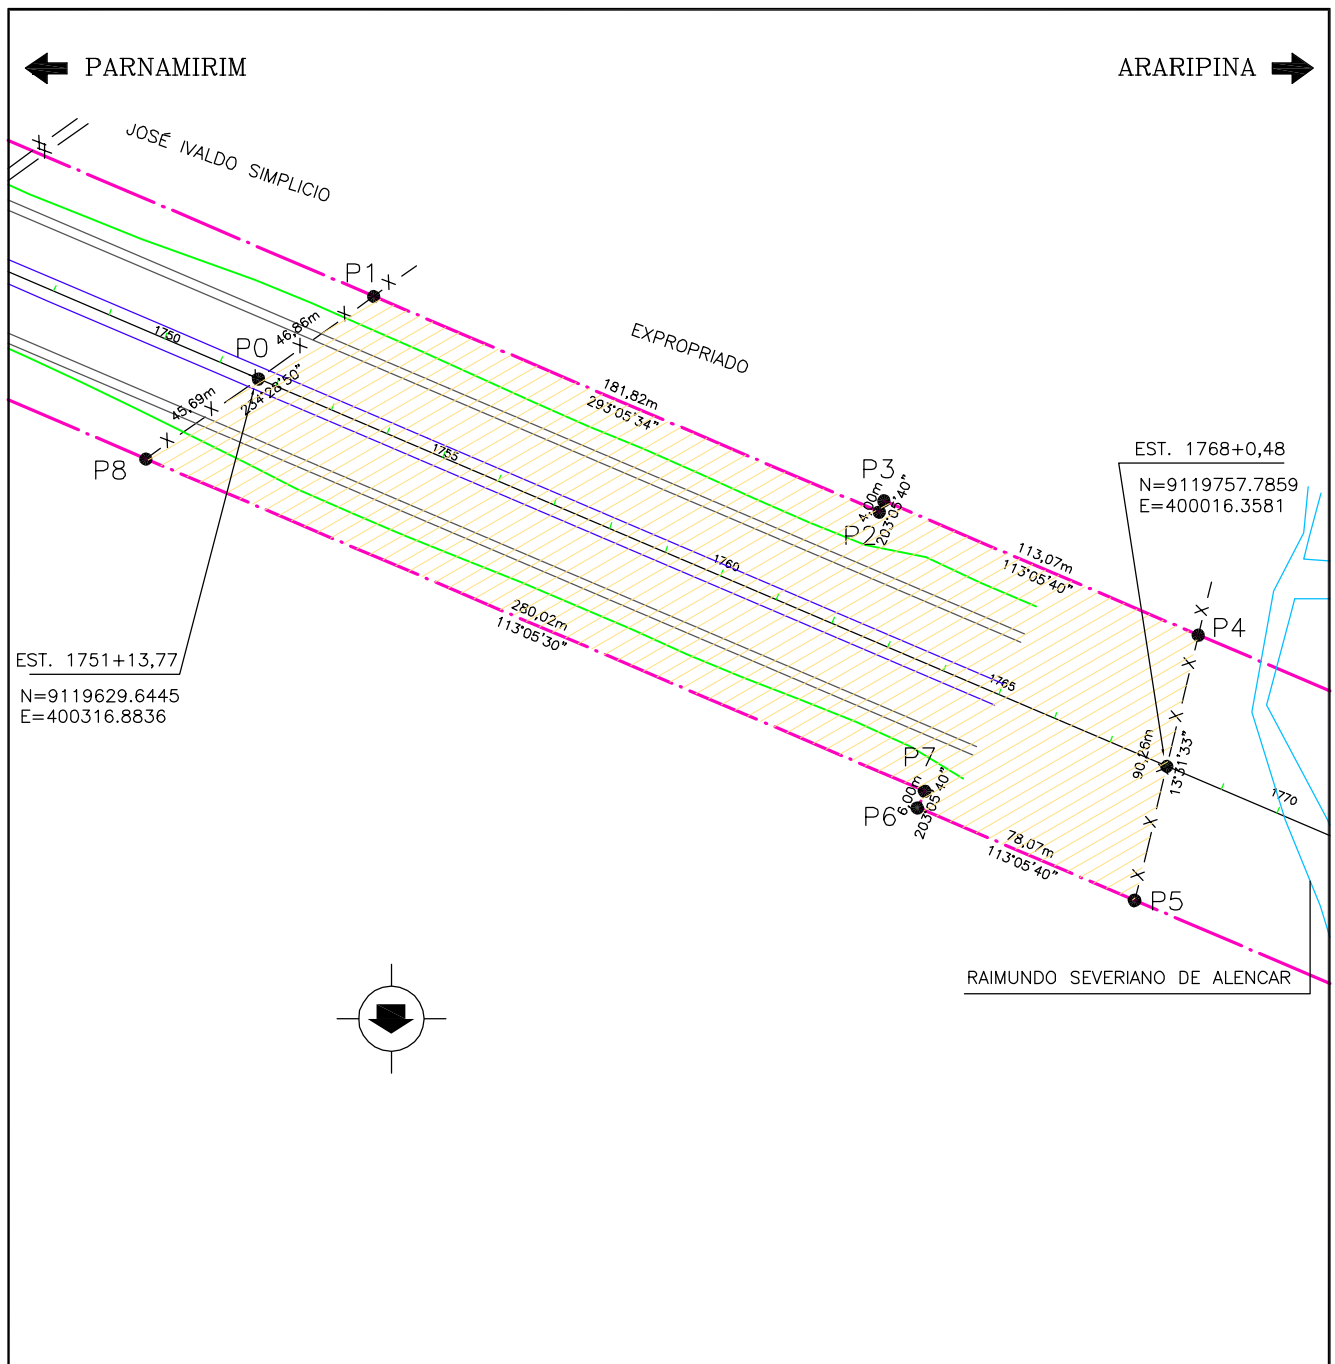 PARNAMIRIM
ARARIPINA
JOSÉ IVALDO SIMPLICIO
P1
46,86m
1750
P0
EXPROPRIADO
181,82m
293°05'34"
45,69m
234°28'50"
P8
1755
EST. 1768+0,48
N=9119757.7859
E=400016.3581
P3
4,00m
203°05'40"
P2
113,07m
113°05'40"
1760
280,02m
113°05'30"
P4
EST. 1751+13,77
N=9119629.6445
E=400316.8836
1765
90,26m
13°31'33"
P7
6,00m
203°05'40"
P6
1770
78,07m
113°05'40"
P5
RAIMUNDO SEVERIANO DE ALENCAR